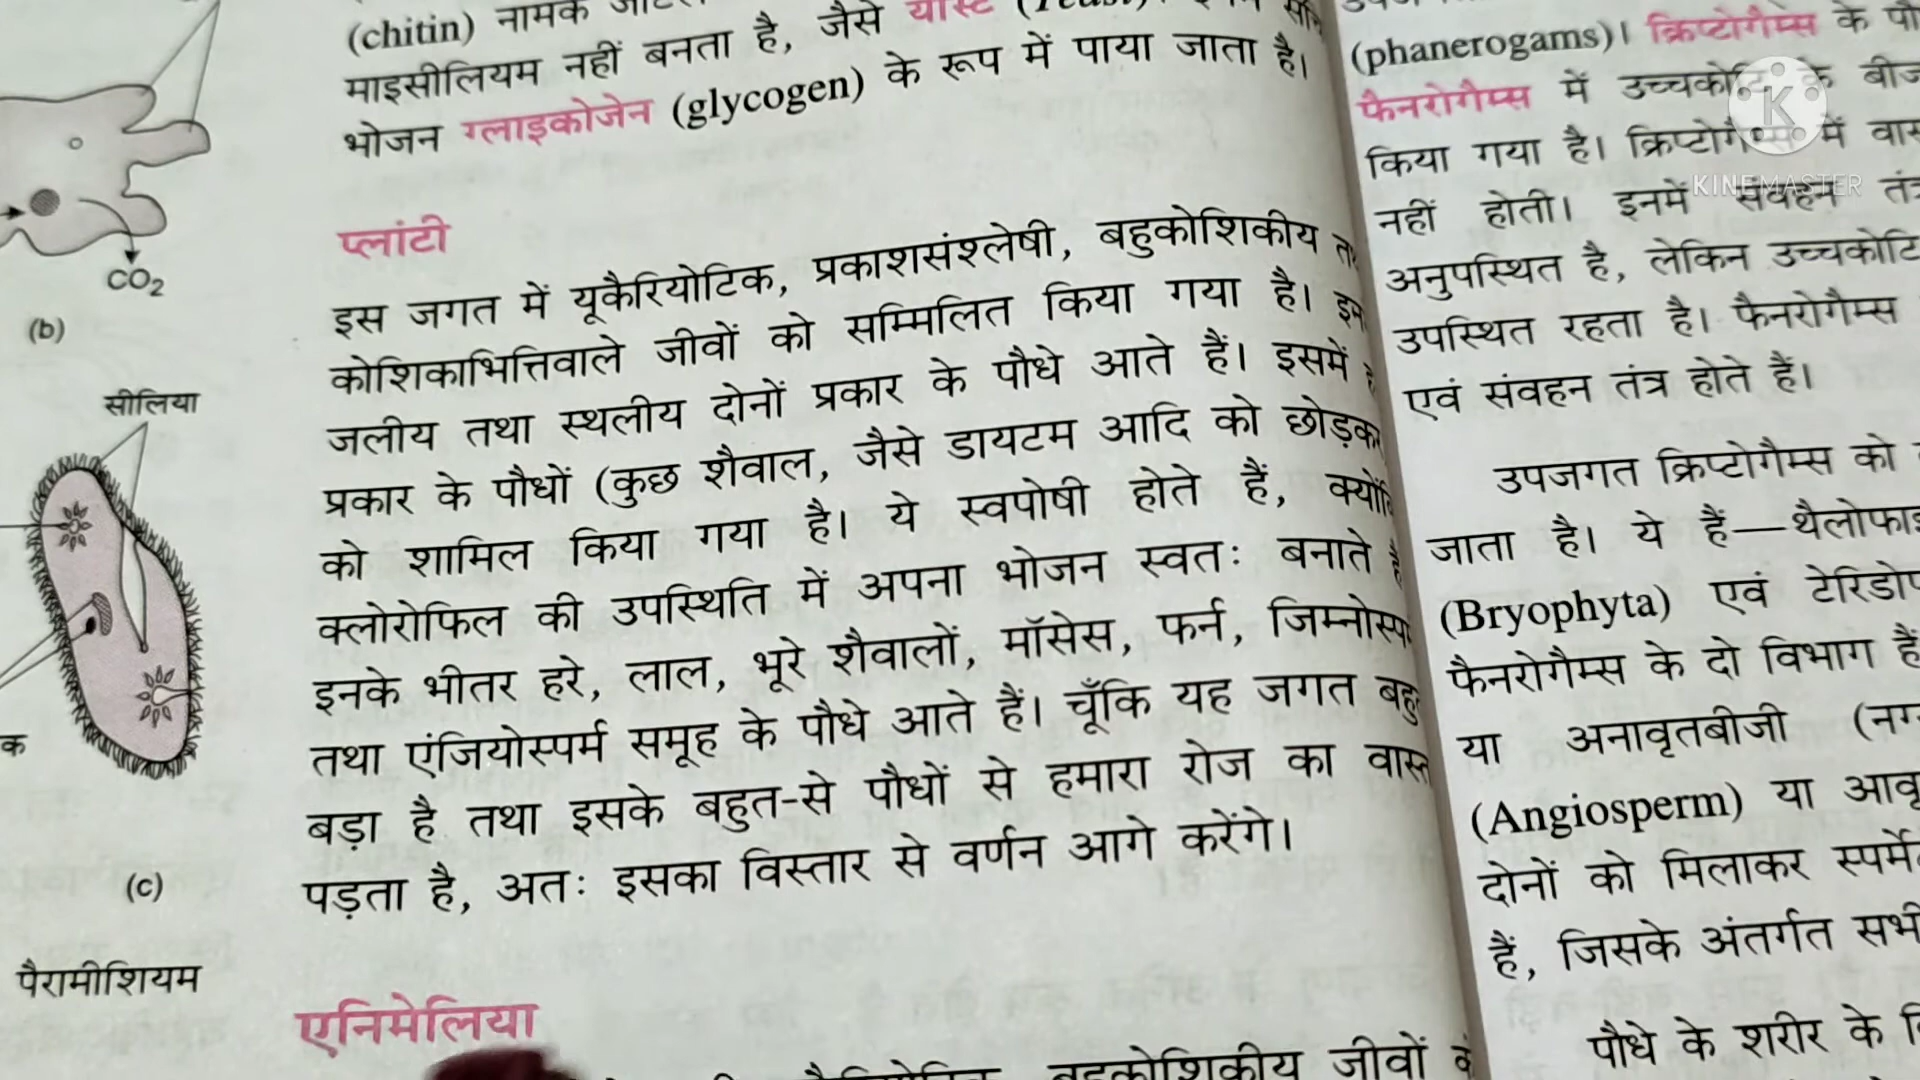 (chitin) नामक
माइसीलियम नहीं बनता है, जैसे यीस्ट
भोजन ग्लाइकोजेन (glycogen) के रूप में पाया जाता है।
CO2
(b)
सीलिया
(c)
पैरामीशियम
प्लांटी
इस जगत में यूकैरियोटिक, प्रकाशसंश्लेषी, बहुकोशिकीय
कोशिकाभित्तिवाले जीवों को सम्मिलित किया गया है।
जलीय तथा स्थलीय दोनों प्रकार के पौधे आते हैं। इसमें
प्रकार के पौधों (कुछ शैवाल, जैसे डायटम आदि को छोड़कर
को शामिल किया गया है। ये स्वपोषी होते हैं,
क्लोरोफिल की उपस्थिति में अपना भोजन स्वतः बनाते
इनके भीतर हरे, लाल, भूरे शैवालों, मॉसेस, फर्न,
तथा एंजियोस्पर्म समूह के पौधे आते हैं। चूँकि यह जगत
बड़ा है तथा इसके बहुत-से पौधों से हमारा रोज का
पड़ता है, अतः इसका विस्तार से वर्णन आगे करेंगे।
एनिमेलिया
बहुकोशिकीय जीवों
(phanerogams)। क्रिप्टोगैम्स के
फैनरोगैम्स में उच्चकोटि के
किया गया है। क्रिप्टोगैम्स में
नहीं होती। इनमें संवहन
अनुपस्थित है, लेकिन
उपस्थित रहता है। फैनरोगैम्स
एवं संवहन तंत्र होते हैं।
उपजगत क्रिप्टोगैम्स को
जाता है। ये हैं—
(Bryophyta) एवं
फैनरोगैम्स के दो विभाग हैं
या अनावृतबीजी
(Angiosperm) या
दोनों को मिलाकर
हैं, जिसके अंतर्गत
पौधे के शरीर के
K
KINEMASTER